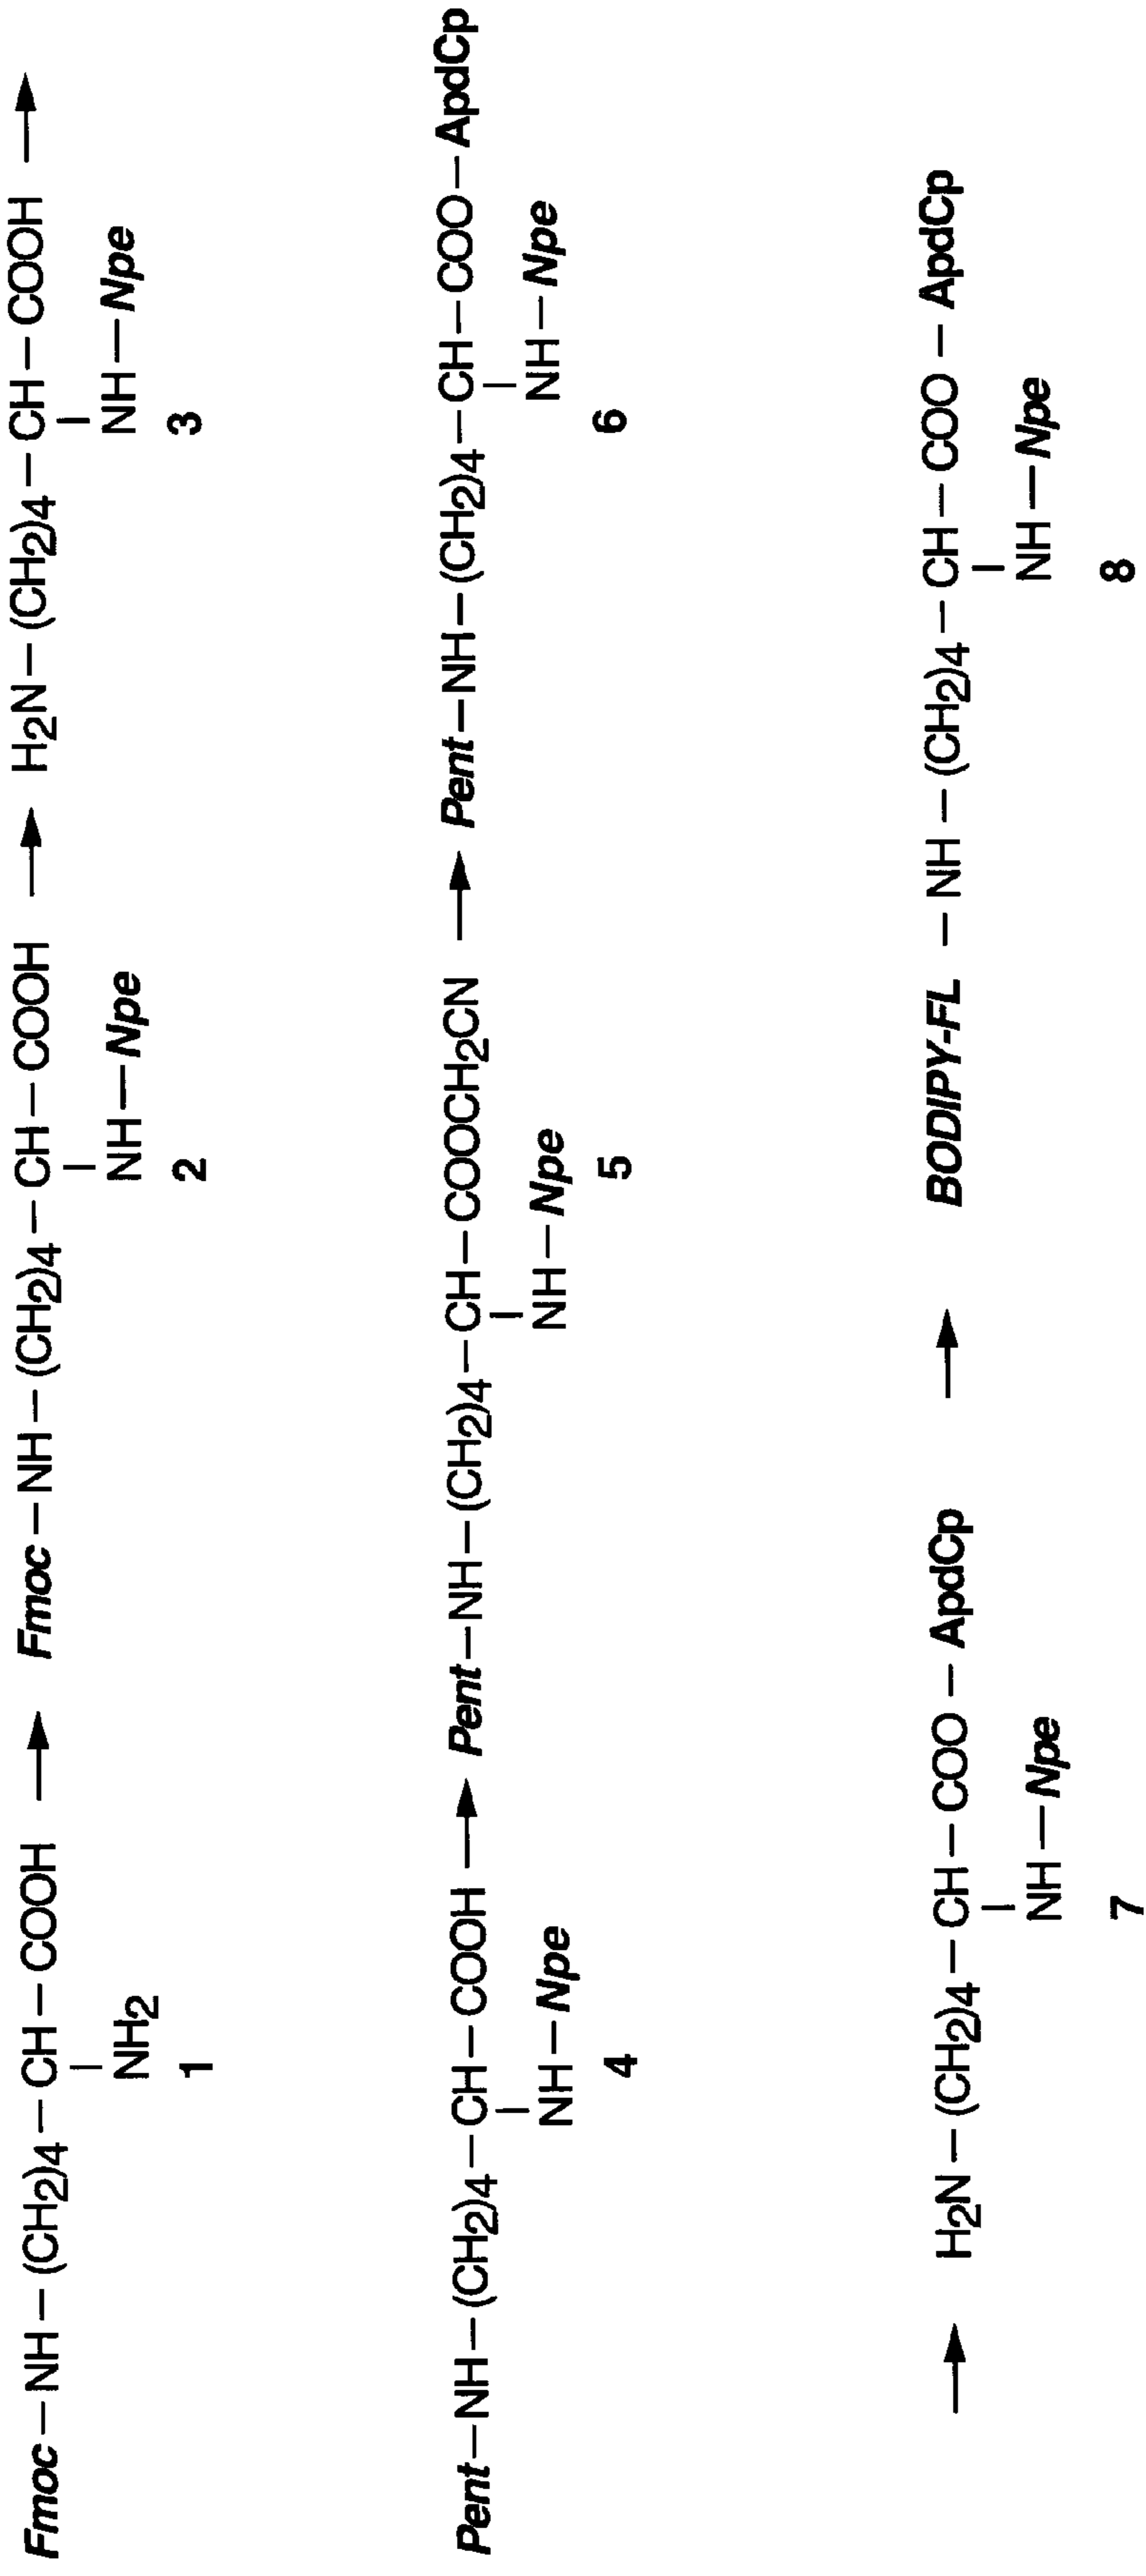 Fmoc – NH – (CH2)4 – CH – COOH → Fmoc – NH – (CH2)4 – CH – COOH → H2N – (CH2)4 – CH – COOH →
NH2 NH – Npe NH – Npe
1 2 3
Pent – NH – (CH2)4 – CH – COOH → Pent – NH – (CH2)4 – CH – COOCH2CN → Pent – NH – (CH2)4 – CH – COO – ApdCp
NH – Npe NH – Npe NH – Npe
4 5 6
→ H2N – (CH2)4 – CH – COO – ApdCp → BODIPY-FL – NH – (CH2)4 – CH – COO – ApdCp
NH – Npe NH – Npe
7 8